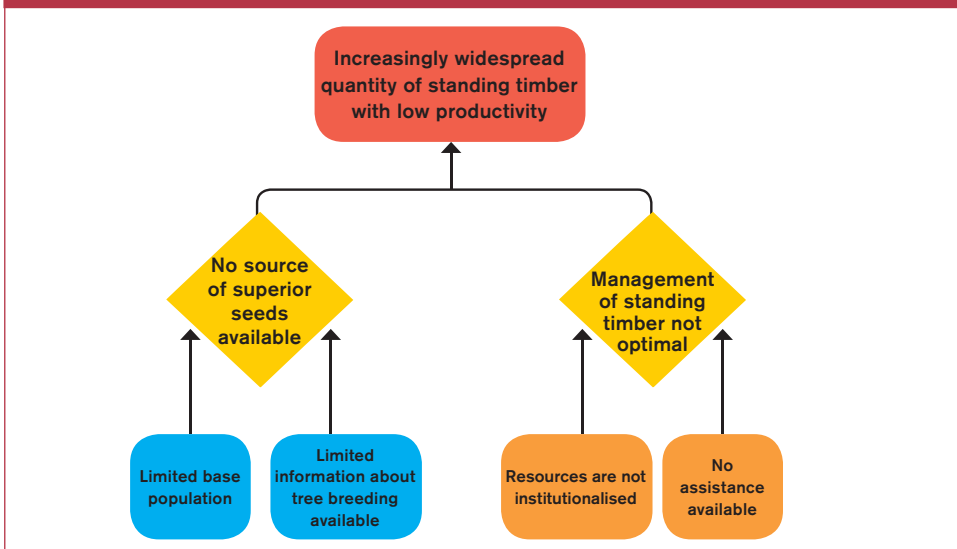 Increasingly widespread
quantity of standing timber
with low productivity
No source
of superior
seeds
available
Management
of standing
timber not
optimal
Limited base
population
Limited
information about
tree breeding
available
Resources are not
institutionalised
No
assistance
available